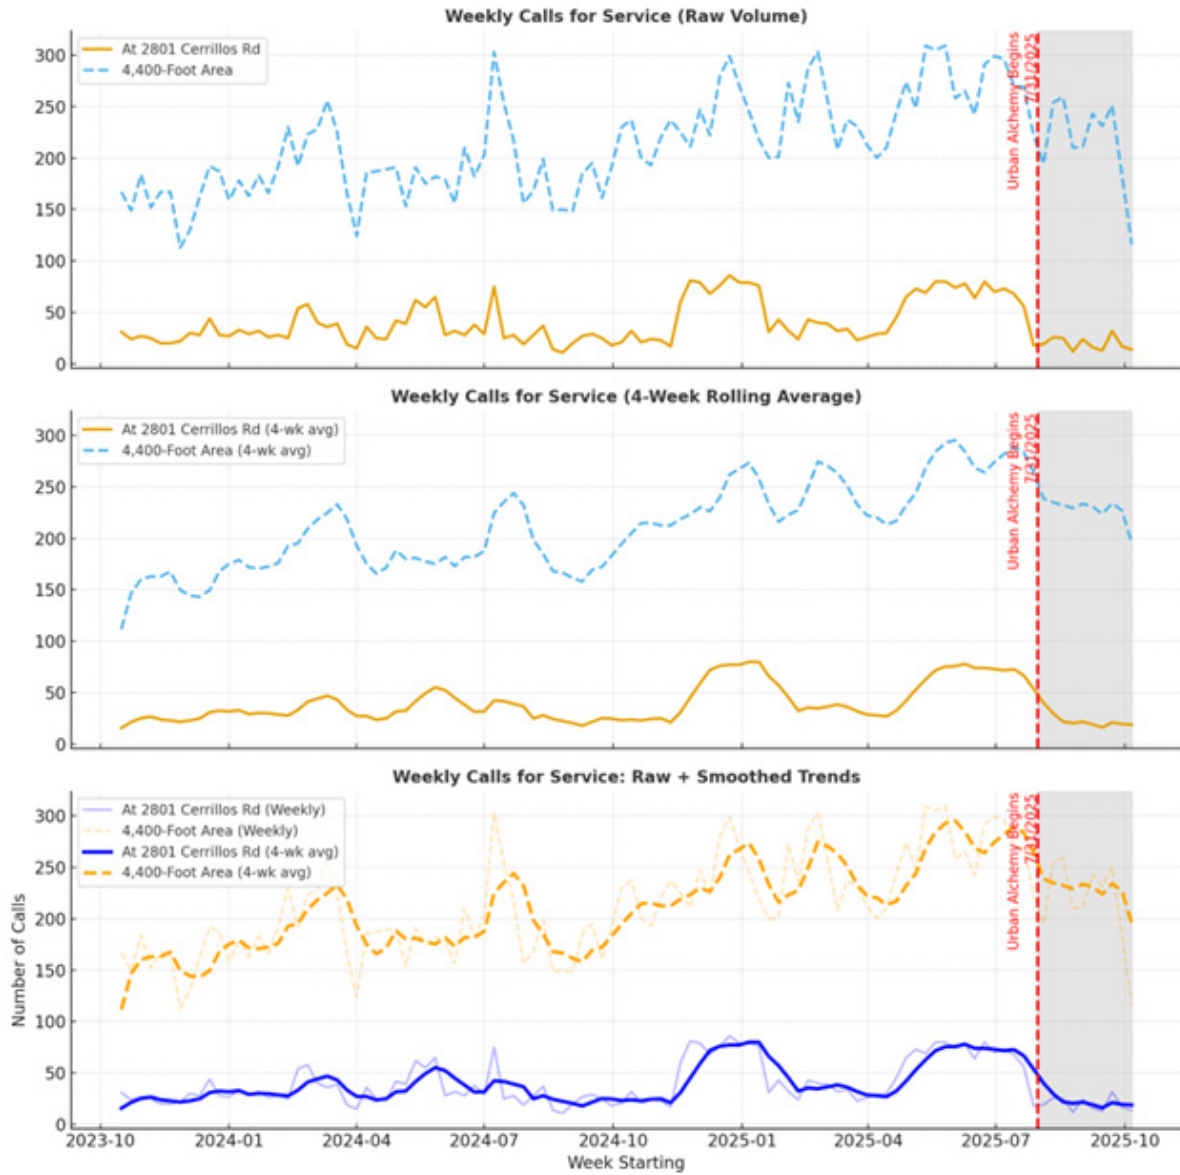 Weekly Calls for Service (Raw Volume)
At 2801 Cerrillos Rd
4,400-Foot Area
Urban Alchemy Begins
7/31/2025
300
250
200
150
100
50
0
Weekly Calls for Service (4-Week Rolling Average)
At 2801 Cerrillos Rd (4-wk avg)
4,400-Foot Area (4-wk avg)
Urban Alchemy Begins
7/31/2025
300
250
200
150
100
50
0
Weekly Calls for Service: Raw + Smoothed Trends
At 2801 Cerrillos Rd (Weekly)
4,400-Foot Area (Weekly)
At 2801 Cerrillos Rd (4-wk avg)
4,400-Foot Area (4-wk avg)
Urban Alchemy Begins
7/31/2025
Number of Calls
300
250
200
150
100
50
0
2023-10 2024-01 2024-04 2024-07 2024-10 2025-01 2025-04 2025-07 2025-10
Week Starting